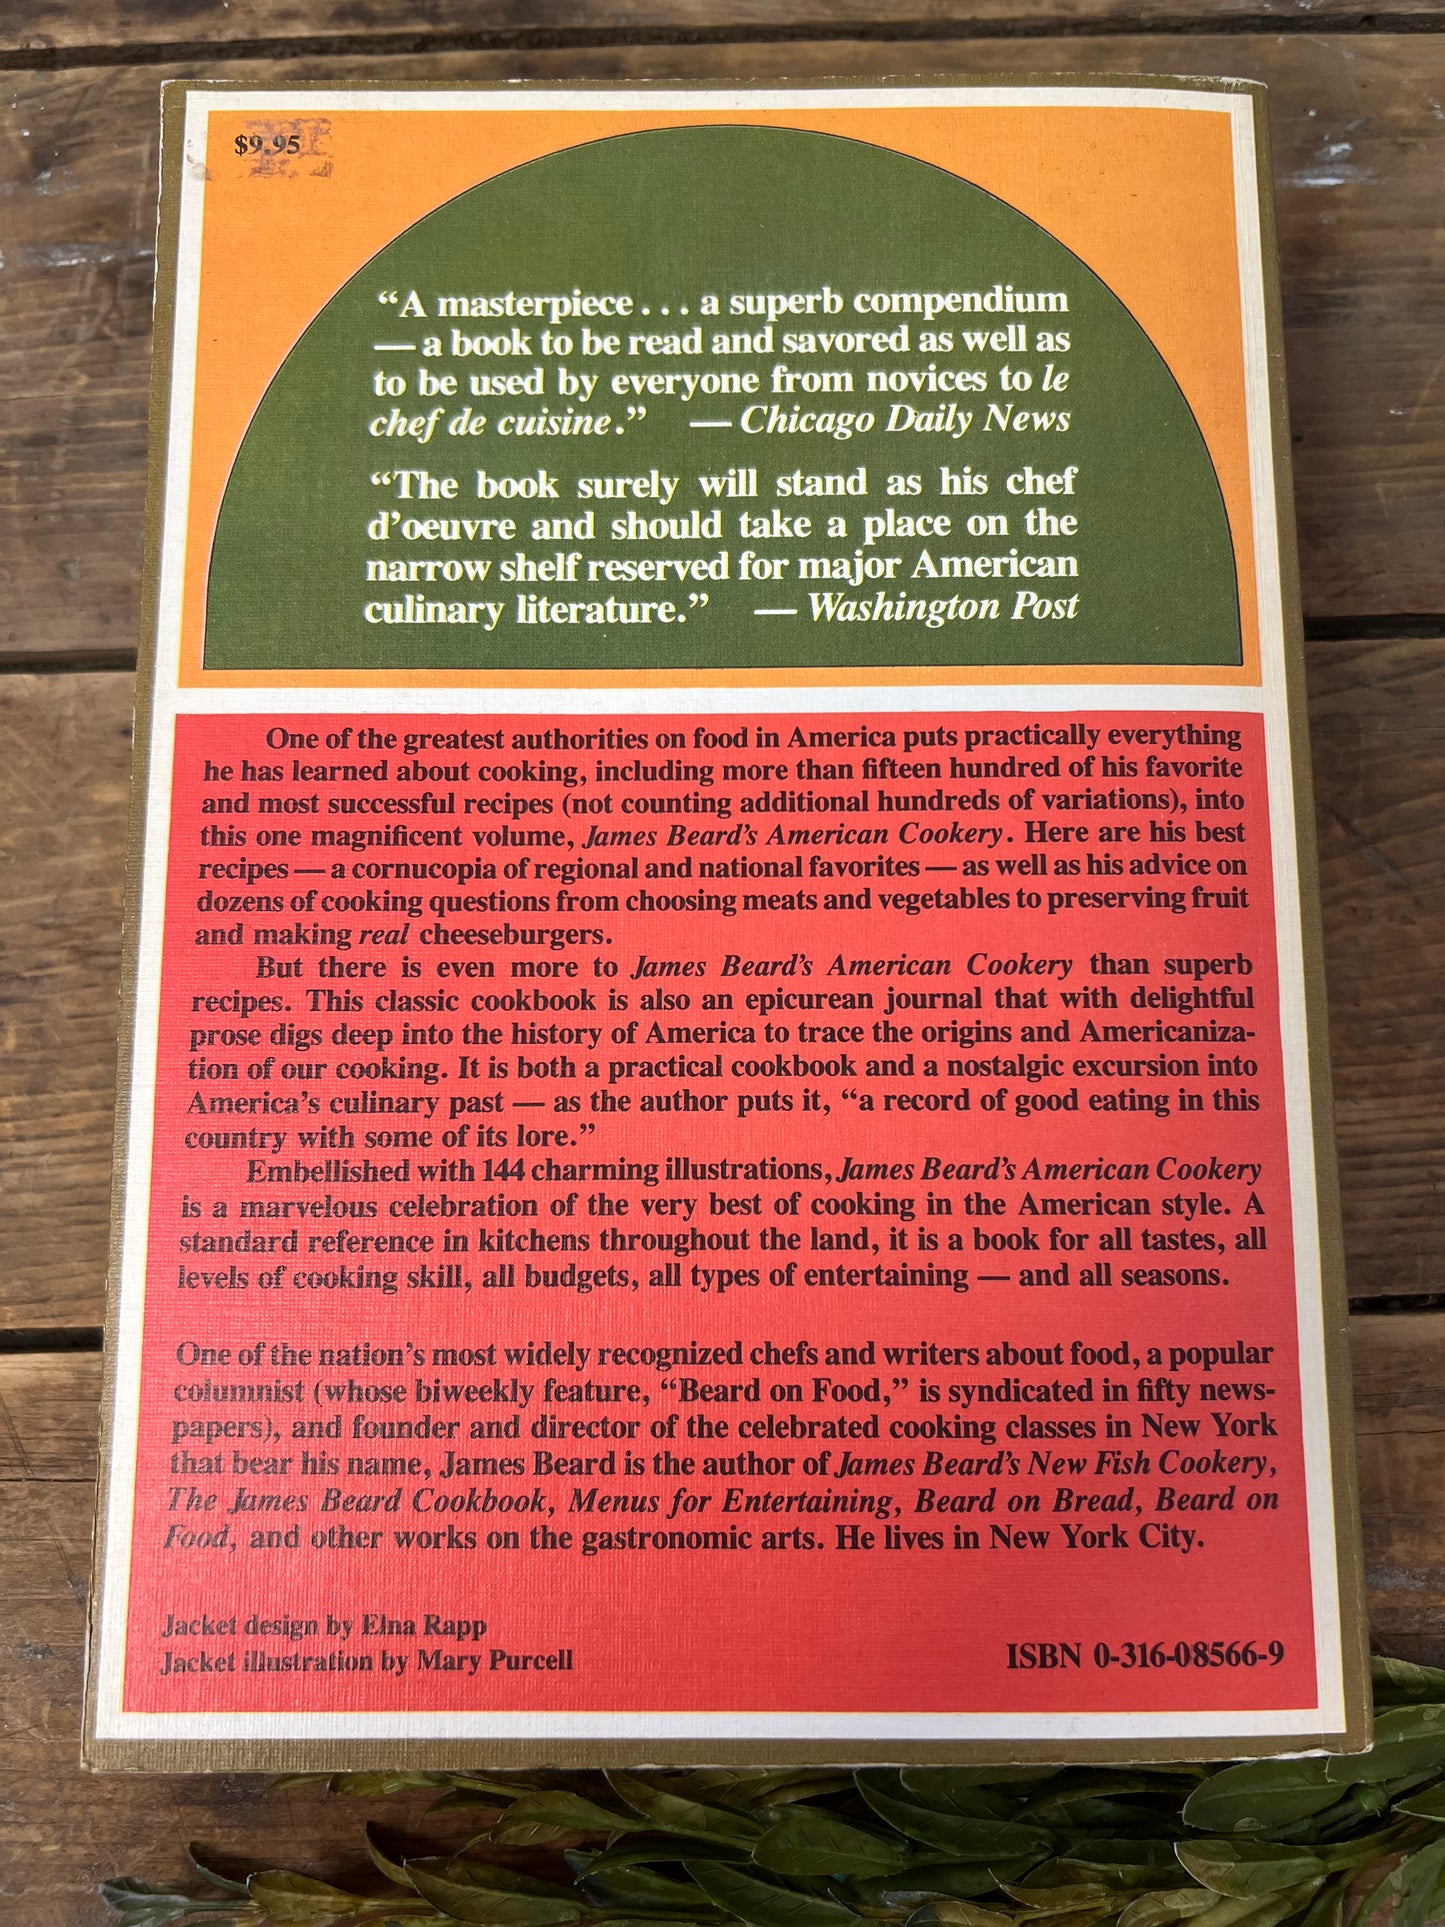 $9.95
“A masterpiece . . . a superb compendium
— a book to be read and savored as well as
to be used by everyone from novices to le
chef de cuisine.” — Chicago Daily News
“The book surely will stand as his chef
d’oeuvre and should take a place on the
narrow shelf reserved for major American
culinary literature.” — Washington Post
One of the greatest authorities on food in America puts practically everything
he has learned about cooking, including more than fifteen hundred of his favorite
and most successful recipes (not counting additional hundreds of variations), into
this one magnificent volume, James Beard’s American Cookery. Here are his best
recipes — a cornucopia of regional and national favorites — as well as his advice on
dozens of cooking questions from choosing meats and vegetables to preserving fruit
and making real cheeseburgers.
But there is even more to James Beard’s American Cookery than superb
recipes. This classic cookbook is also an epicurean journal that with delightful
prose digs deep into the history of America to trace the origins and Americaniza-
tion of our cooking. It is both a practical cookbook and a nostalgic excursion into
America’s culinary past — as the author puts it, “a record of good eating in this
country with some of its lore.”
Embellished with 144 charming illustrations, James Beard’s American Cookery
is a marvelous celebration of the very best of cooking in the American style. A
standard reference in kitchens throughout the land, it is a book for all tastes, all
levels of cooking skill, all budgets, all types of entertaining — and all seasons.
One of the nation’s most widely recognized chefs and writers about food, a popular
columnist (whose biweekly feature, “Beard on Food,” is syndicated in fifty news-
papers), and founder and director of the celebrated cooking classes in New York
that bear his name, James Beard is the author of James Beard’s New Fish Cookery,
The James Beard Cookbook, Menus for Entertaining, Beard on Bread, Beard on
Food, and other works on the gastronomic arts. He lives in New York City.
Jacket design by Elna Rapp
Jacket illustration by Mary Purcell
ISBN 0-316-08566-9